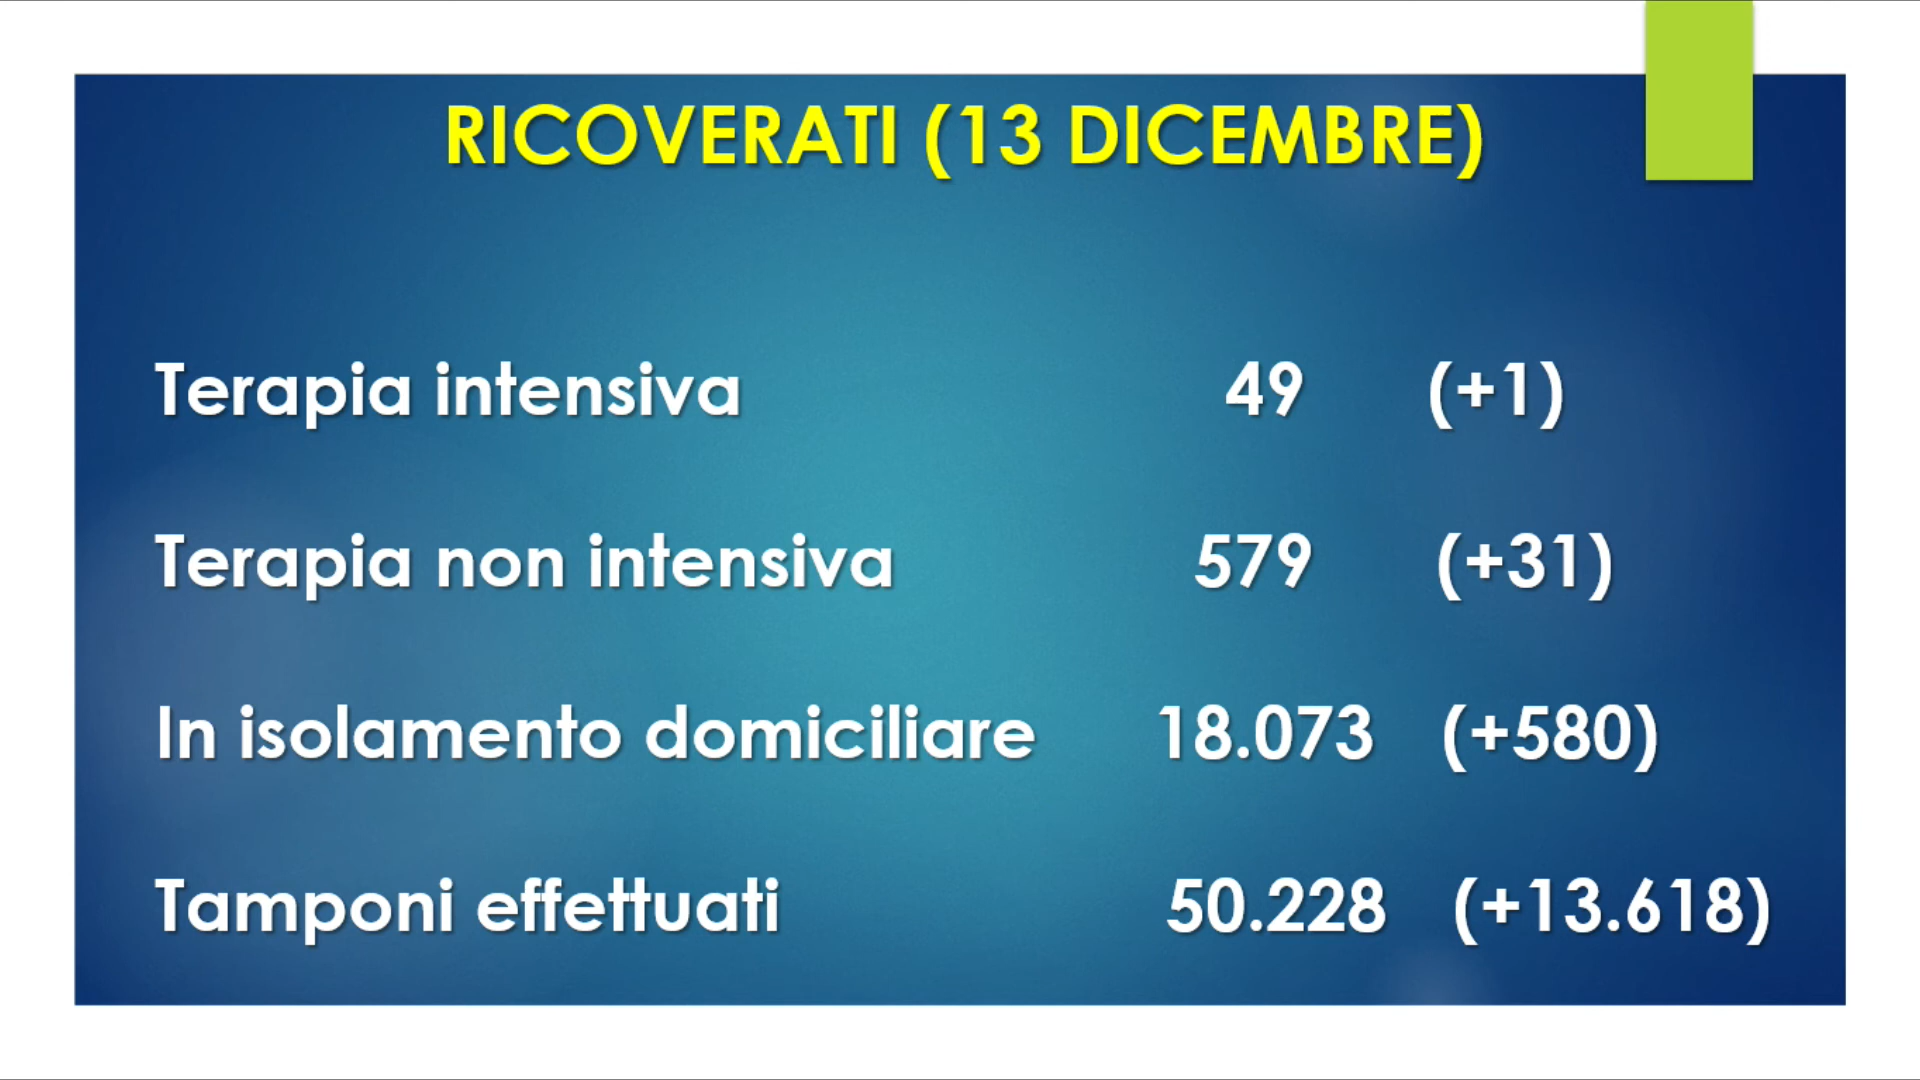 RICOVERATI (13 DICEMBRE)
Terapia intensiva 49 (+1)
Terapia non intensiva 579 (+31)
In isolamento domiciliare 18.073 (+580)
Tamponi effettuati 50.228 (+13.618)